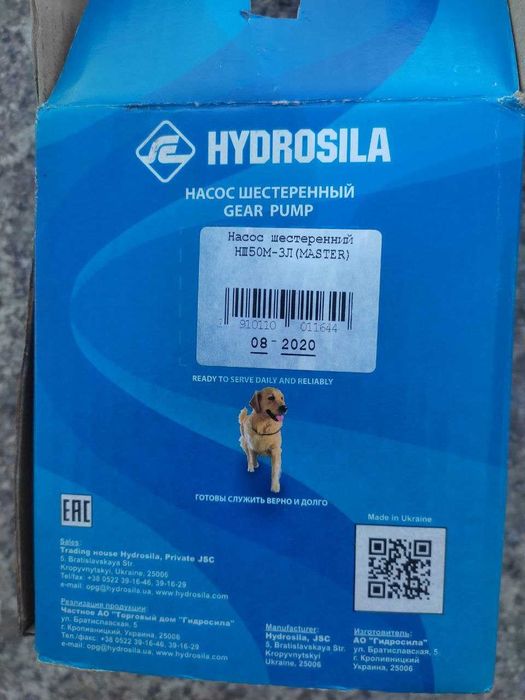 HYDROSILA
НАСОС ШЕСТЕРЕННЫЙ
GEAR PUMP
Насос шестеренний
НШ50М-3Л(MASTER)
910110 011644
08 - 2020
READY TO SERVE DAILY AND RELIABLY
ГОТОВЫ СЛУЖИТЬ ВЕРНО И ДОЛГО
EAC
Sales:
Trading house Hydrosila, Private JSC
5, Bratislavskaya Str.
Kropyvnytskyi, Ukraine, 25006
Tel/fax: +38 0522 39-16-46, 39-16-29
e-mail: opg@hydrosila.ua, www.hydrosila.com
Реализация продукции:
Частное АО "Торговый дом "Гидросила"
ул. Братиславская, 5
г. Кропивницкий, Украина, 25006
Тел./факс: +38 0522 39-16-46, 39-16-29
e-mail: opg@hydrosila.ua, www.hydrosila.com
Made in Ukraine
Manufacturer:
Hydrosila, JSC
5, Bratislavskaya Str.
Kropyvnytskyi
Ukraine, 25006
Изготовитель:
АО "Гидросила"
ул. Братиславская, 5
г. Кропивницкий
Украина, 25006